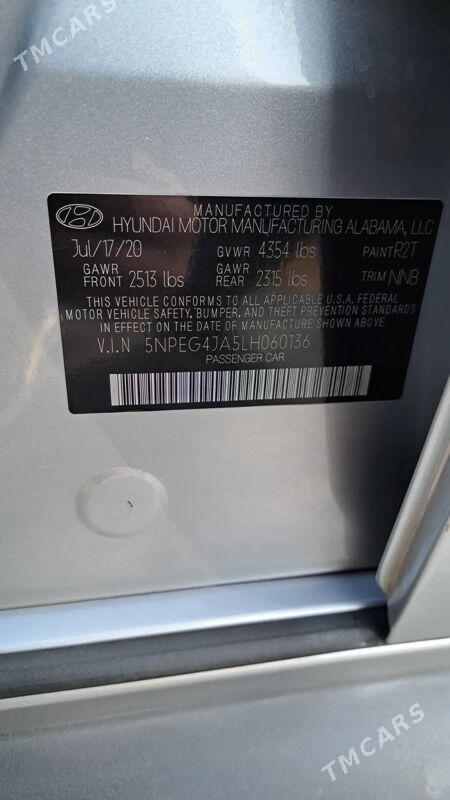 TMCARS
MANUFACTURED BY
HYUNDAI MOTOR MANUFACTURING ALABAMA, LLC
Jul/17/20 GVWR 4354 lbs PAINT:R2T
GAWR FRONT 2513 lbs GAWR REAR 2315 lbs TRIM:NNB
THIS VEHICLE CONFORMS TO ALL APPLICABLE U.S.A. FEDERAL
MOTOR VEHICLE SAFETY, BUMPER, AND THEFT PREVENTION STANDARDS
IN EFFECT ON THE DATE OF MANUFACTURE SHOWN ABOVE
V.I.N 5NPEG4JA5LH060136
PASSENGER CAR
TMCARS